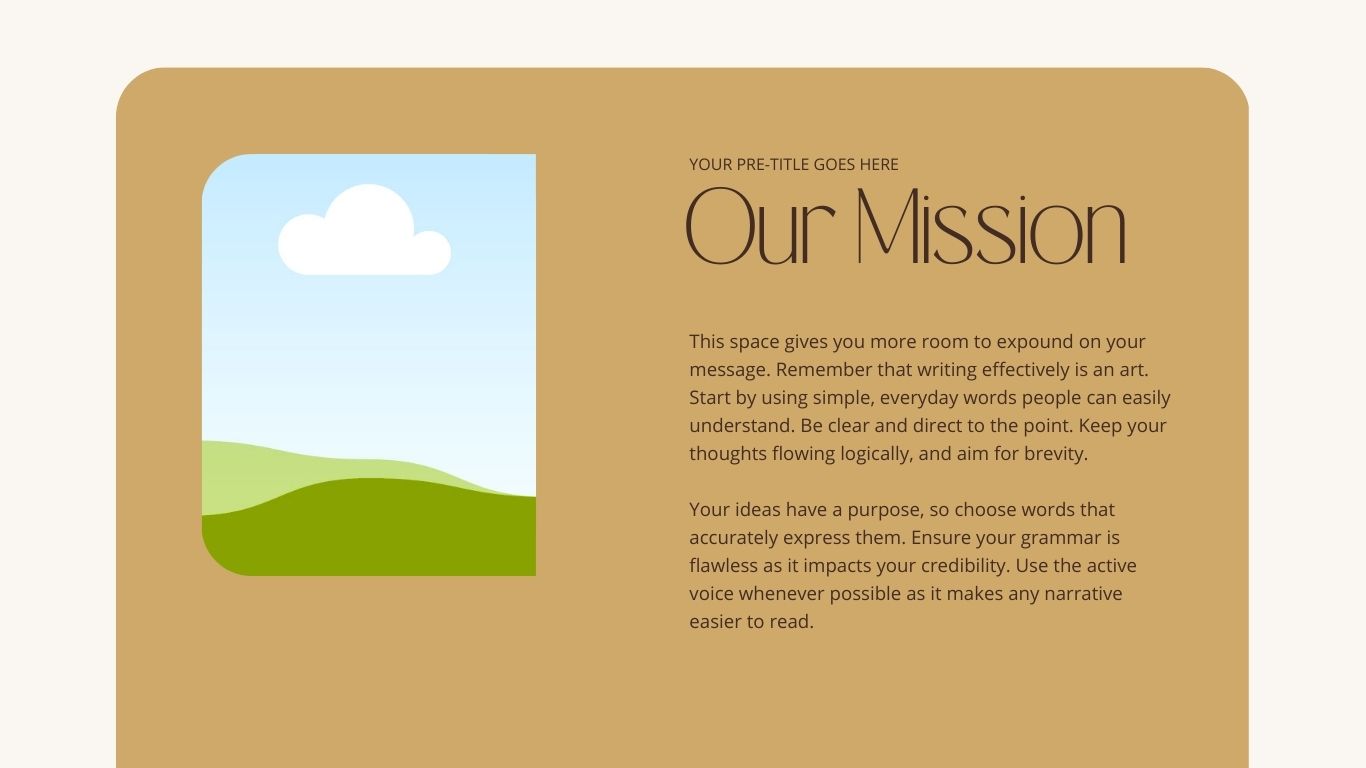 YOUR PRE-TITLE GOES HERE
Our Mission
This space gives you more room to expound on your
message. Remember that writing effectively is an art.
Start by using simple, everyday words people can easily
understand. Be clear and direct to the point. Keep your
thoughts flowing logically, and aim for brevity.
Your ideas have a purpose, so choose words that
accurately express them. Ensure your grammar is
flawless as it impacts your credibility. Use the active
voice whenever possible as it makes any narrative
easier to read.